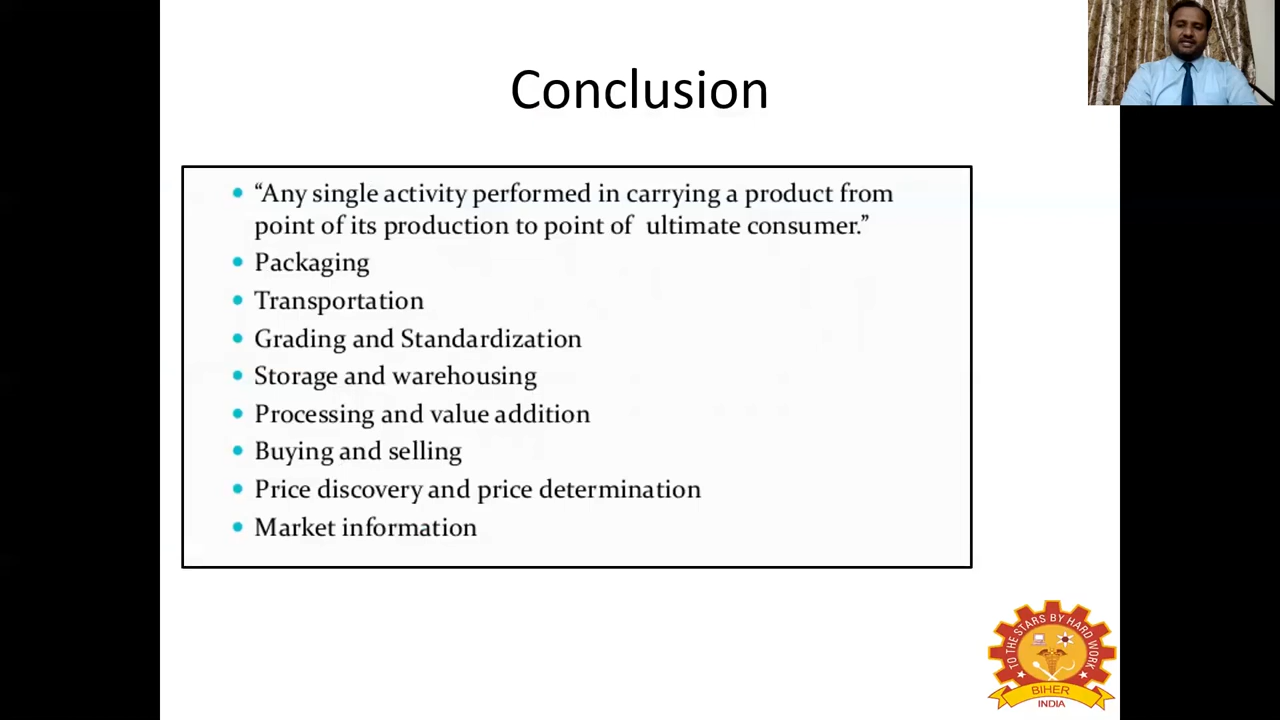 Conclusion
“Any single activity performed in carrying a product from
point of its production to point of ultimate consumer.”
Packaging
Transportation
Grading and Standardization
Storage and warehousing
Processing and value addition
Buying and selling
Price discovery and price determination
Market information
TO THE STARS BY HARD WORK
BIHER
INDIA